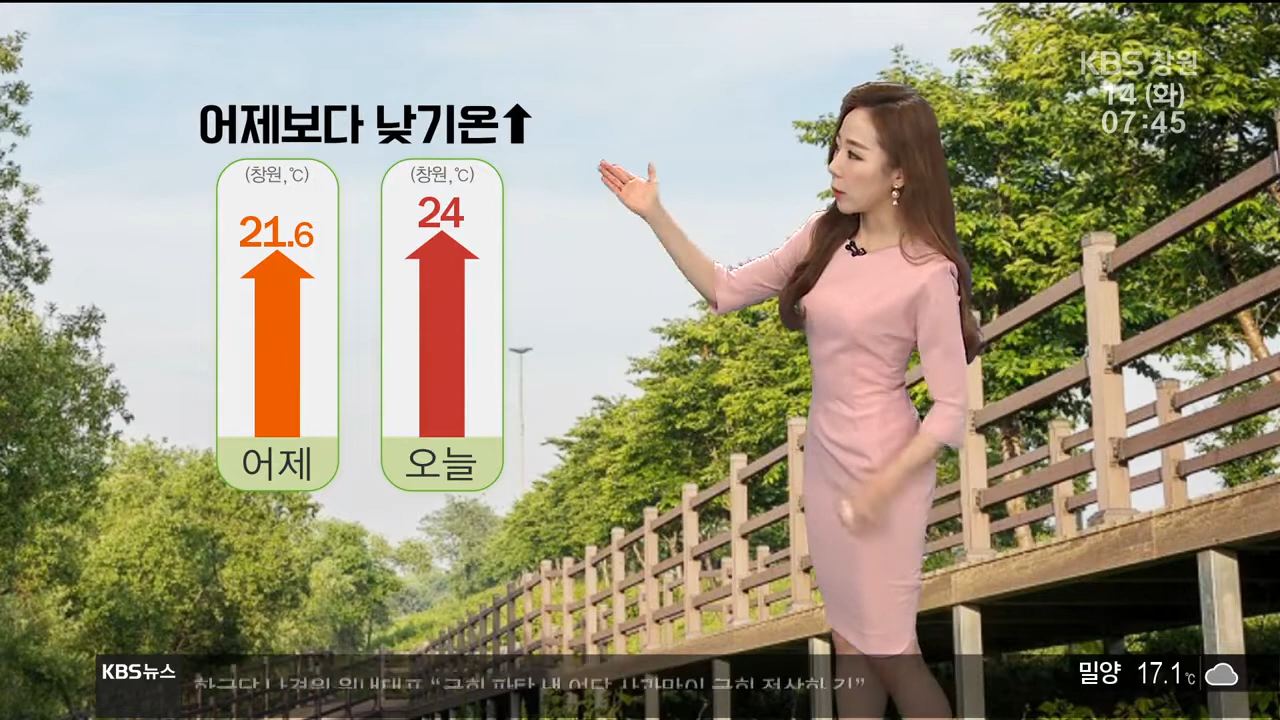 KBS 창원
14 (화)
07:45
어제보다 낮기온↑
(창원,℃)
21.6
어제
(창원,℃)
24
오늘
KBS뉴스
밀양 17.1℃